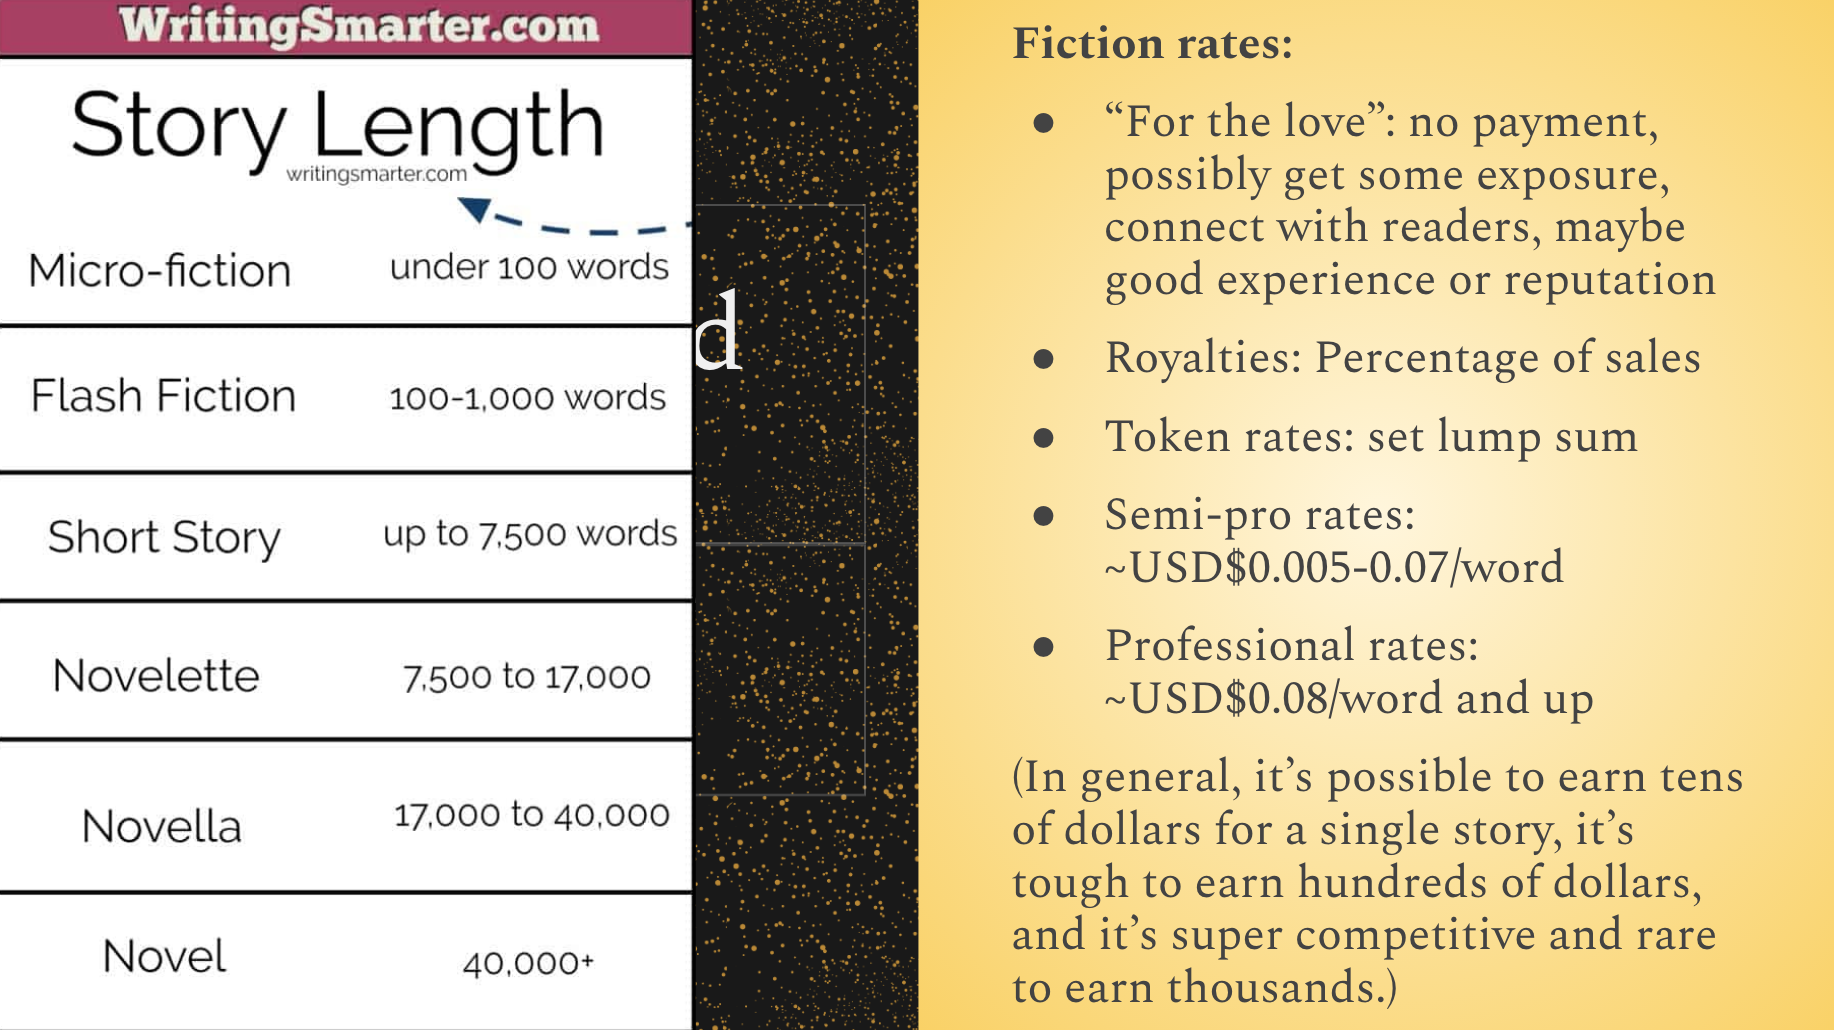 WritingSmarter.com
Story Length
writingsmarter.com
Micro-fiction under 100 words
Flash Fiction 100-1,000 words
Short Story up to 7,500 words
Novelette 7,500 to 17,000
Novella 17,000 to 40,000
Novel 40,000+
d
Fiction rates:
● “For the love”: no payment,
possibly get some exposure,
connect with readers, maybe
good experience or reputation
● Royalties: Percentage of sales
● Token rates: set lump sum
● Semi-pro rates:
~USD$0.005-0.07/word
● Professional rates:
~USD$0.08/word and up
(In general, it’s possible to earn tens
of dollars for a single story, it’s
tough to earn hundreds of dollars,
and it’s super competitive and rare
to earn thousands.)